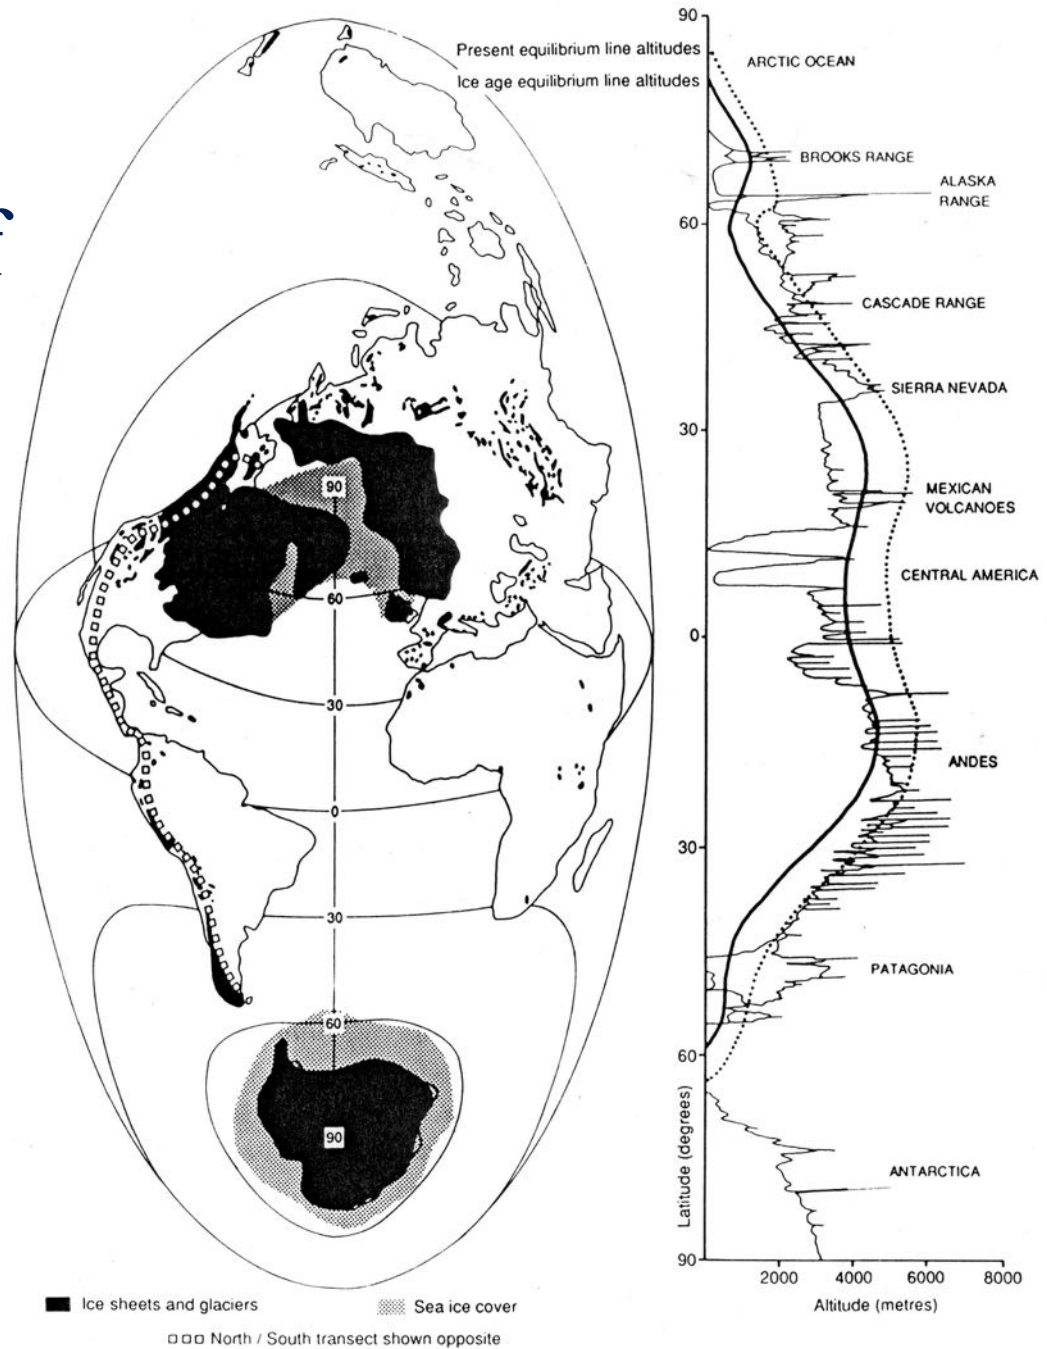 90
Present equilibrium line altitudes
ARCTIC OCEAN
Ice age equilibrium line altitudes
BROOKS RANGE
ALASKA
RANGE
60
CASCADE RANGE
SIERRA NEVADA
30
MEXICAN
VOLCANOES
CENTRAL AMERICA
0
ANDES
30
PATAGONIA
60
ANTARCTICA
90
Latitude (degrees)
2000 4000 6000 8000
Altitude (metres)
90
60
30
0
30
60
90
Ice sheets and glaciers
Sea ice cover
North / South transect shown opposite